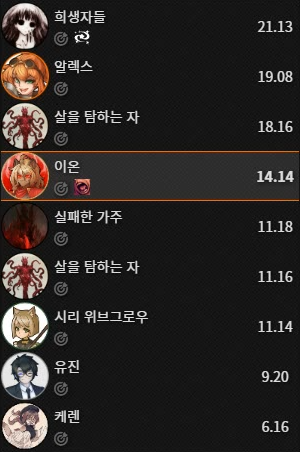 희생자들
21.13
알렉스
19.08
살을 탐하는 자
18.16
이온
14.14
실패한 가주
11.18
살을 탐하는 자
11.16
시리 위브그로우
11.14
유진
9.20
케렌
6.16